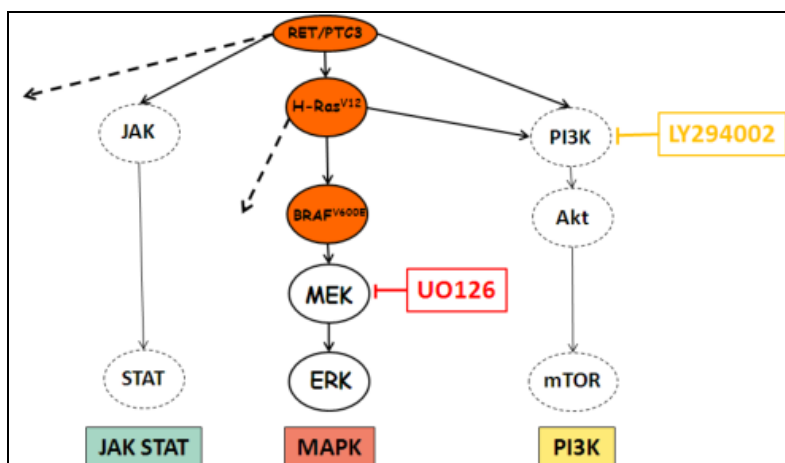 RET/PTC3
H-RasV12
JAK
PI3K
LY294002
BRAFV600E
Akt
MEK
UO126
STAT
ERK
mTOR
JAK STAT
MAPK
PI3K